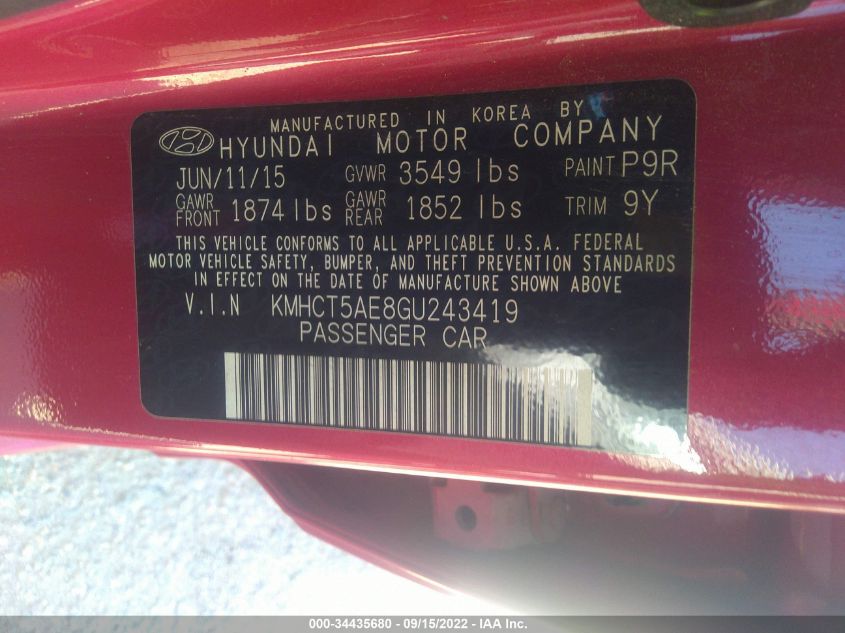 MANUFACTURED IN KOREA BY
HYUNDAI MOTOR COMPANY
JUN/11/15 GVWR 3549 lbs PAINT P9R
GAWR FRONT 1874 lbs GAWR REAR 1852 lbs TRIM 9Y
THIS VEHICLE CONFORMS TO ALL APPLICABLE U.S.A. FEDERAL
MOTOR VEHICLE SAFETY, BUMPER, AND THEFT PREVENTION STANDARDS
IN EFFECT ON THE DATE OF MANUFACTURE SHOWN ABOVE
V.I.N KMHCT5AE8GU243419
PASSENGER CAR
000-34435680 - 09/15/2022 - IAA Inc.